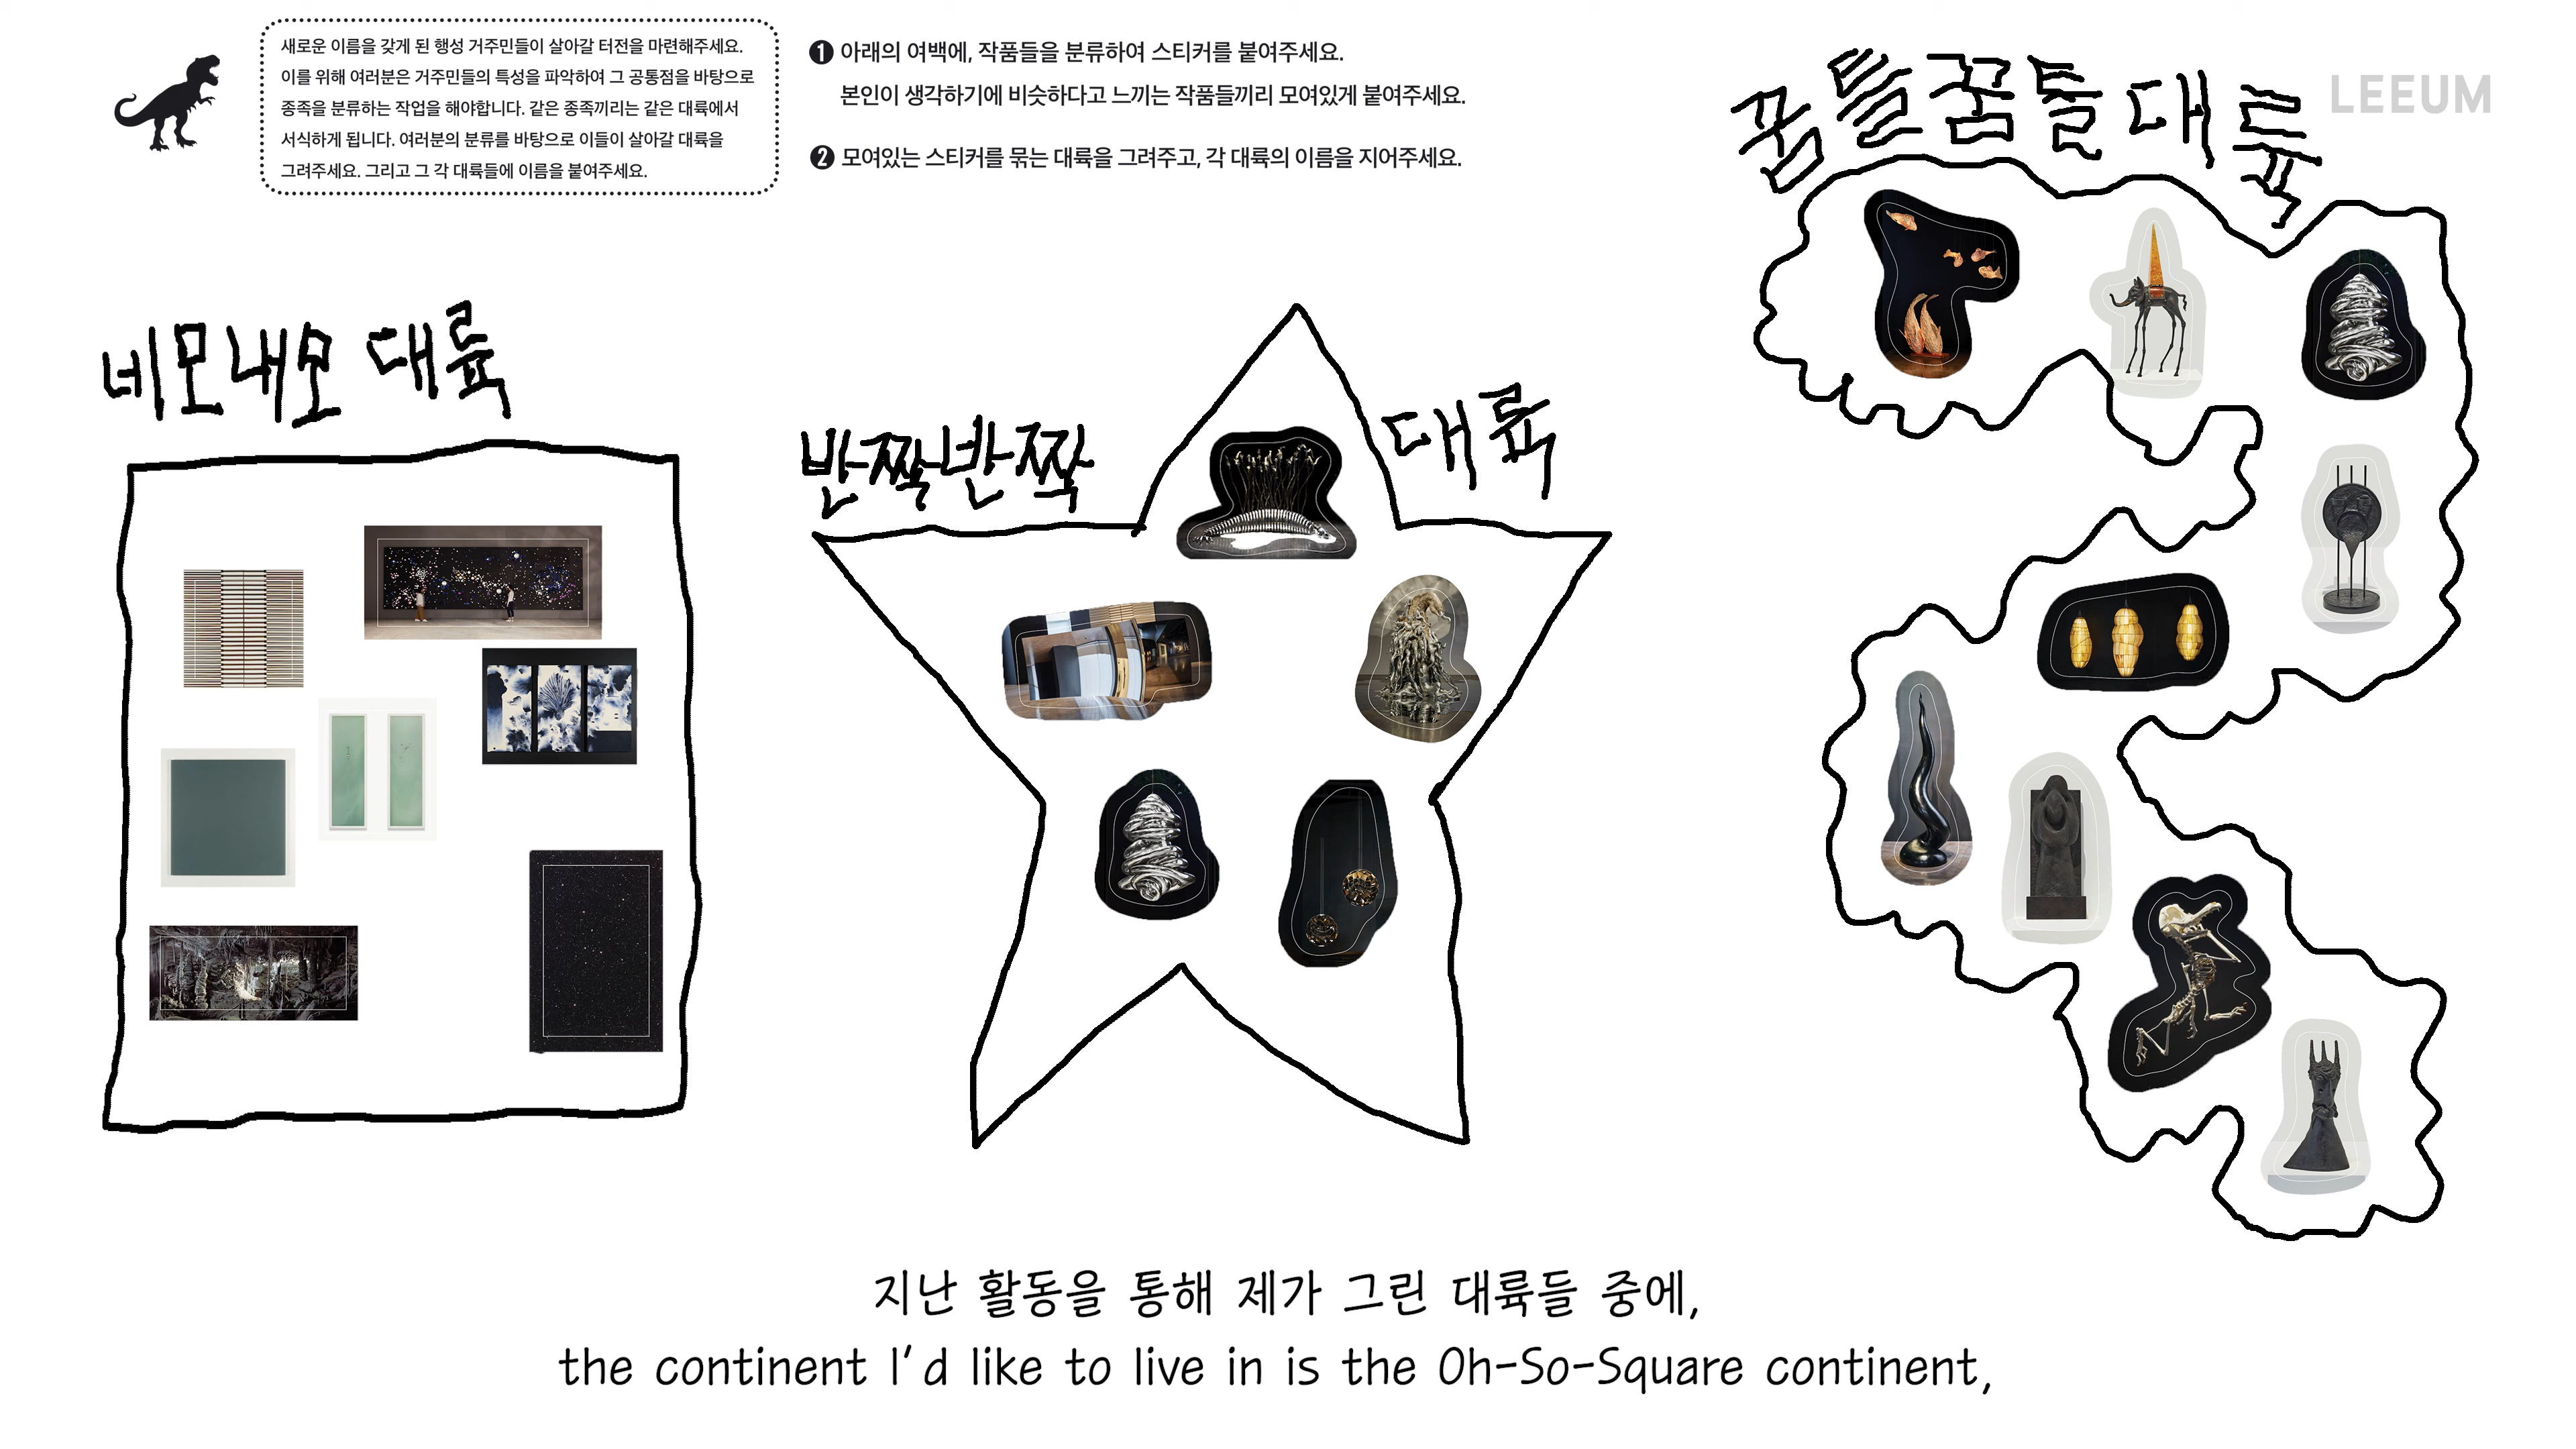 새로운 이름을 갖게 된 행성 거주민들이 살아갈 터전을 마련해주세요.
이를 위해 여러분은 거주민들의 특성을 파악하여 그 공통점을 바탕으로
종족을 분류하는 작업을 해야합니다. 같은 종족끼리는 같은 대륙에서
서식하게 됩니다. 여러분의 분류를 바탕으로 이들이 살아갈 대륙을
그려주세요. 그리고 그 각 대륙들에 이름을 붙여주세요.
1 아래의 여백에, 작품들을 분류하여 스티커를 붙여주세요.
본인이 생각하기에 비슷하다고 느끼는 작품들끼리 모여있게 붙여주세요.
2 모여있는 스티커를 묶는 대륙을 그려주고, 각 대륙의 이름을 지어주세요.
LEEUM
꿈틀꿈틀대륙
네모내모 대륙
반짝반짝 대륙
지난 활동을 통해 제가 그린 대륙들 중에,
the continent I'd like to live in is the Oh-So-Square continent,